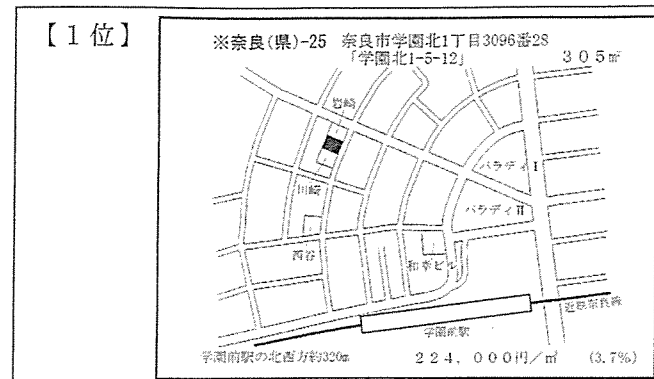 【1位】
※奈良(県)-25 奈良市学園北1丁目3096番28
「学園北1-5-12」
305㎡
岩崎
パラディⅠ
川崎
パラディⅡ
西谷
和幸ビル
近鉄奈良線
学園前駅
学園前駅の北西方約320m
224,000円/㎡ (3.7%)